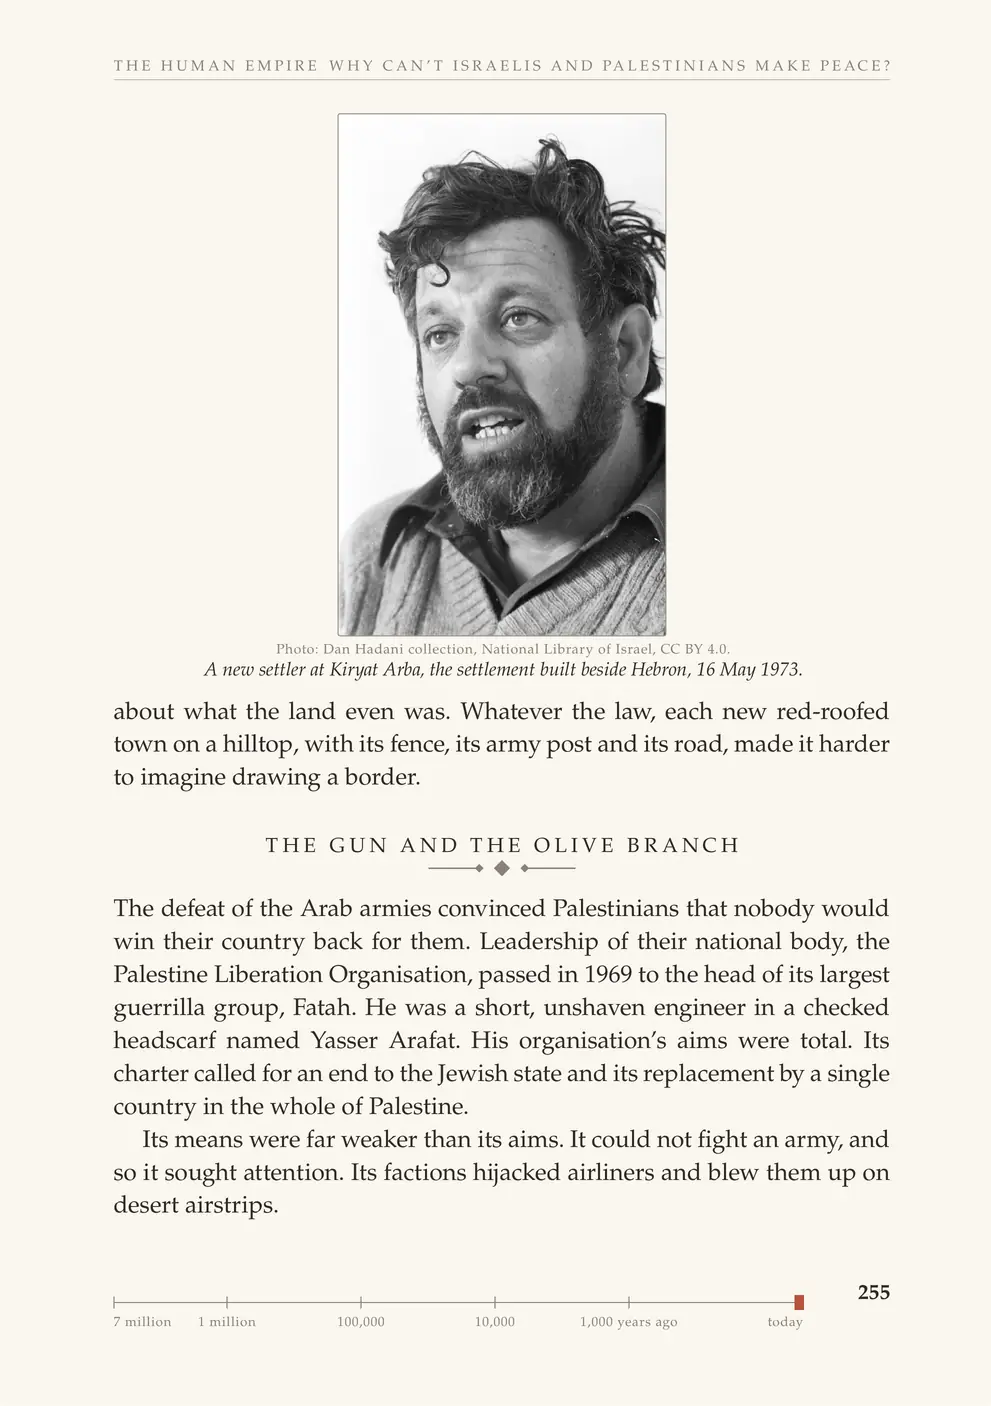 THE HUMAN EMPIRE WHY CAN'T ISRAELIS AND PALESTINIANS MAKE PEACE?
Photo: Dan Hadani collection, National Library of Israel, CC BY 4.0.
A new settler at Kiryat Arba, the settlement built beside Hebron, 16 May 1973.
about what the land even was. Whatever the law, each new red-roofed
town on a hilltop, with its fence, its army post and its road, made it harder
to imagine drawing a border.
THE GUN AND THE OLIVE BRANCH
The defeat of the Arab armies convinced Palestinians that nobody would
win their country back for them. Leadership of their national body, the
Palestine Liberation Organisation, passed in 1969 to the head of its largest
guerrilla group, Fatah. He was a short, unshaven engineer in a checked
headscarf named Yasser Arafat. His organisation's aims were total. Its
charter called for an end to the Jewish state and its replacement by a single
country in the whole of Palestine.
Its means were far weaker than its aims. It could not fight an army, and
so it sought attention. Its factions hijacked airliners and blew them up on
desert airstrips.
255
7 million 1 million 100,000 10,000 1,000 years ago today